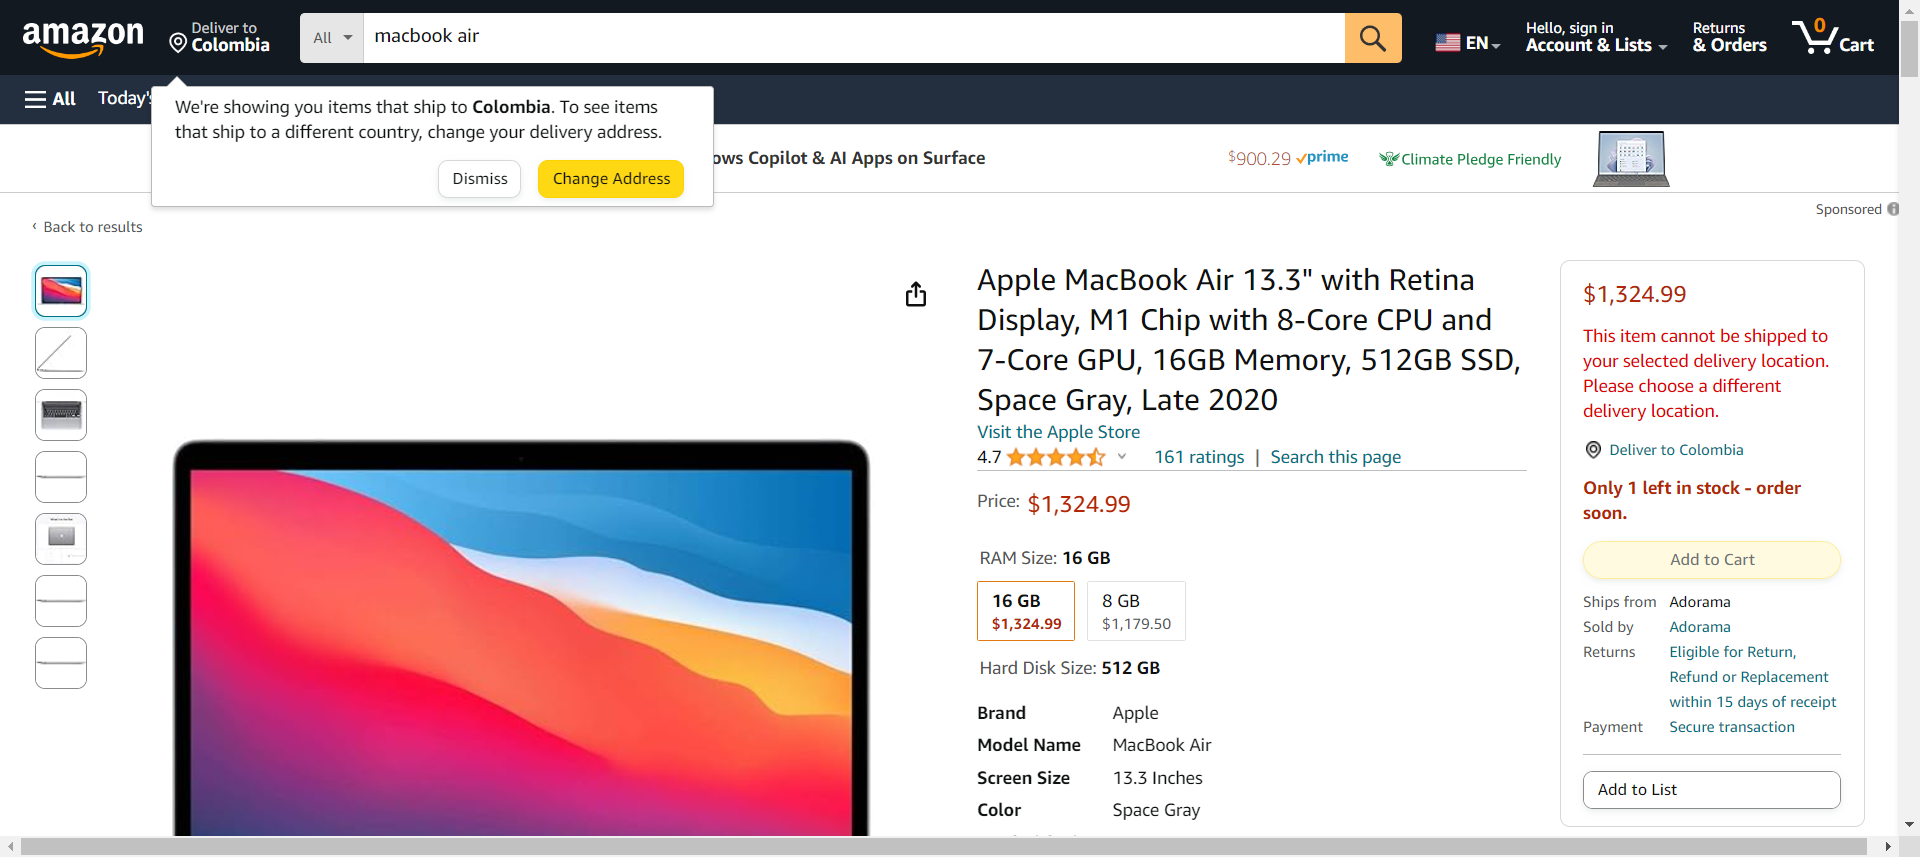 amazon
Deliver to
Colombia
All
macbook air
EN
Hello, sign in
Account & Lists
Returns
& Orders
0
Cart
All
Today's
We're showing you items that ship to Colombia. To see items
that ship to a different country, change your delivery address.
Dismiss
Change Address
ows Copilot & AI Apps on Surface
$900.29
prime
Climate Pledge Friendly
Sponsored
‹ Back to results
Apple MacBook Air 13.3" with Retina
Display, M1 Chip with 8-Core CPU and
7-Core GPU, 16GB Memory, 512GB SSD,
Space Gray, Late 2020
Visit the Apple Store
4.7
161 ratings | Search this page
Price: $1,324.99
RAM Size: 16 GB
16 GB
$1,324.99
8 GB
$1,179.50
Hard Disk Size: 512 GB
Brand Apple
Model Name MacBook Air
Screen Size 13.3 Inches
Color Space Gray
$1,324.99
This item cannot be shipped to
your selected delivery location.
Please choose a different
delivery location.
Deliver to Colombia
Only 1 left in stock - order
soon.
Add to Cart
Ships from Adorama
Sold by Adorama
Returns Eligible for Return,
Refund or Replacement
within 15 days of receipt
Payment Secure transaction
Add to List